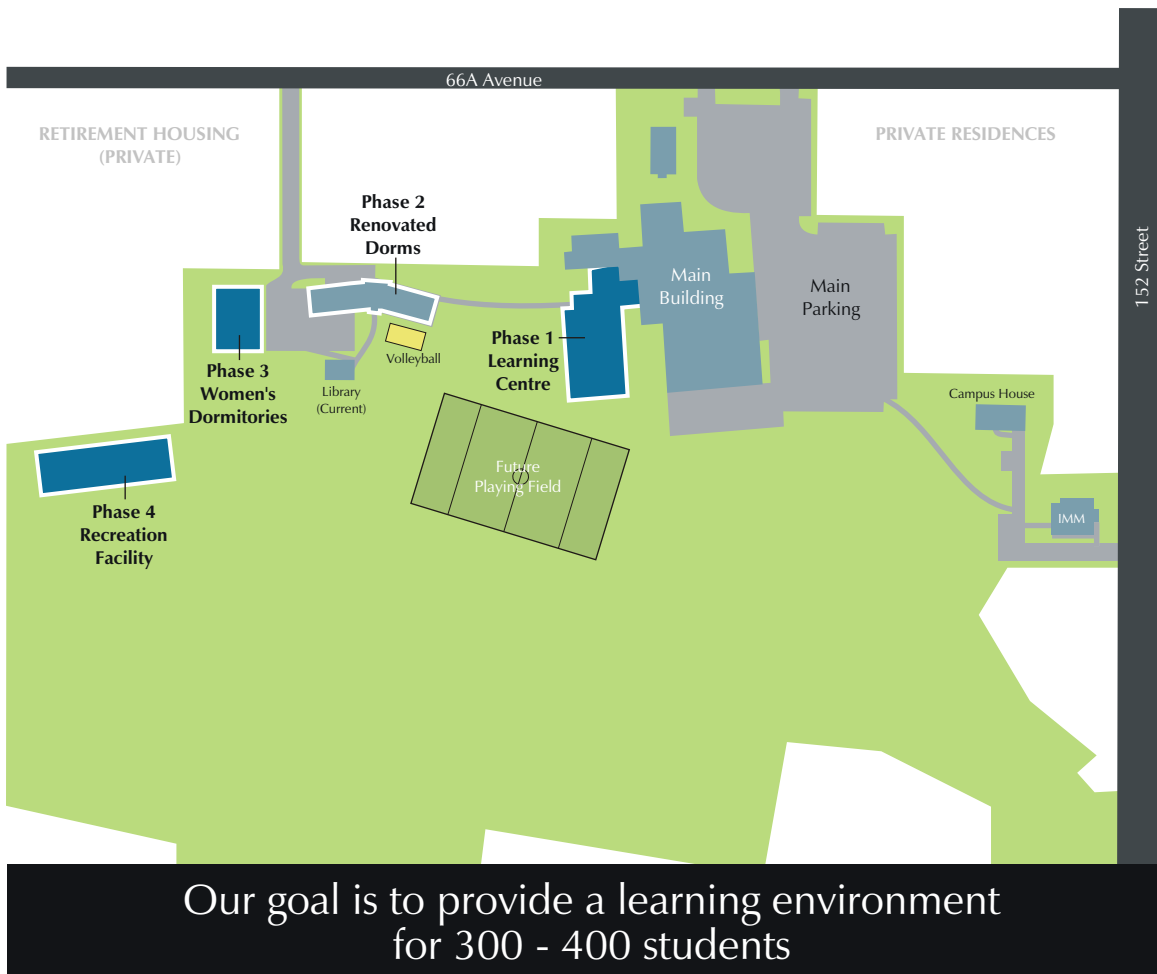 66A Avenue
RETIREMENT HOUSING
(PRIVATE)
PRIVATE RESIDENCES
152 Street
Phase 2
Renovated
Dorms
Main
Building
Main
Parking
Phase 1
Learning
Centre
Volleyball
Phase 3
Women's
Dormitories
Library
(Current)
Campus House
Future
Playing Field
Phase 4
Recreation
Facility
IMM
Our goal is to provide a learning environment
for 300 - 400 students